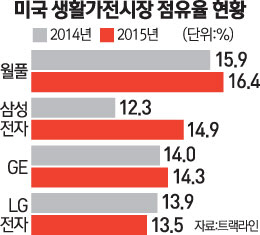 미국 생활가전시장 점유율 현황
2014년 2015년 (단위:%)
월풀
15.9
16.4
삼성
전자
12.3
14.9
GE
14.0
14.3
LG
전자
13.9
13.5
자료:트랙라인